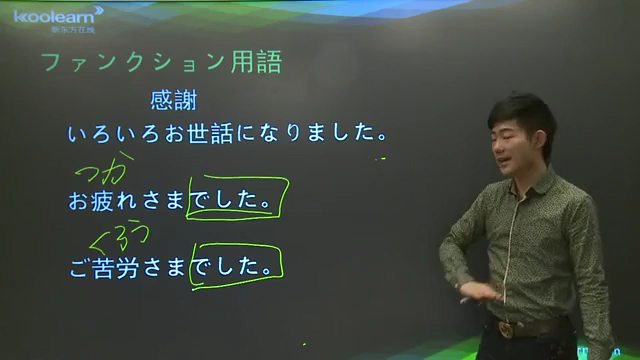 koolearn
新东方在线
ファンクション用語
感謝
いろいろお世話になりました。
つか
お疲れさまでした。
くろう
ご苦労さまでした。